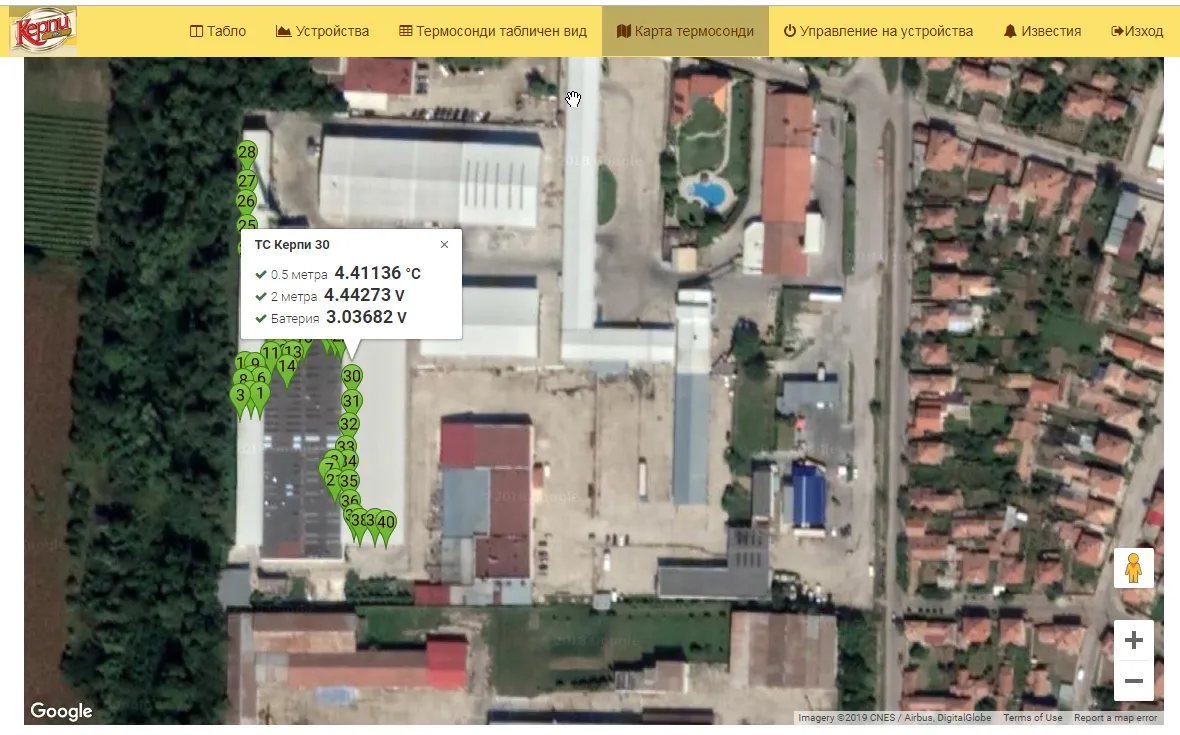 Керпи
Табло
Устройства
Термосонди табличен вид
Карта термосонди
Управление на устройства
Известия
Изход
28
27
26
25
ТС Керпи 30
×
0.5 метра 4.41136 °C
2 метра 4.44273 V
Батерия 3.03682 V
11
13
9
14
8
6
3
1
30
31
32
33
34
7
35
36
38
40
Google
Imagery ©2019 CNES / Airbus, DigitalGlobe
Terms of Use
Report a map error